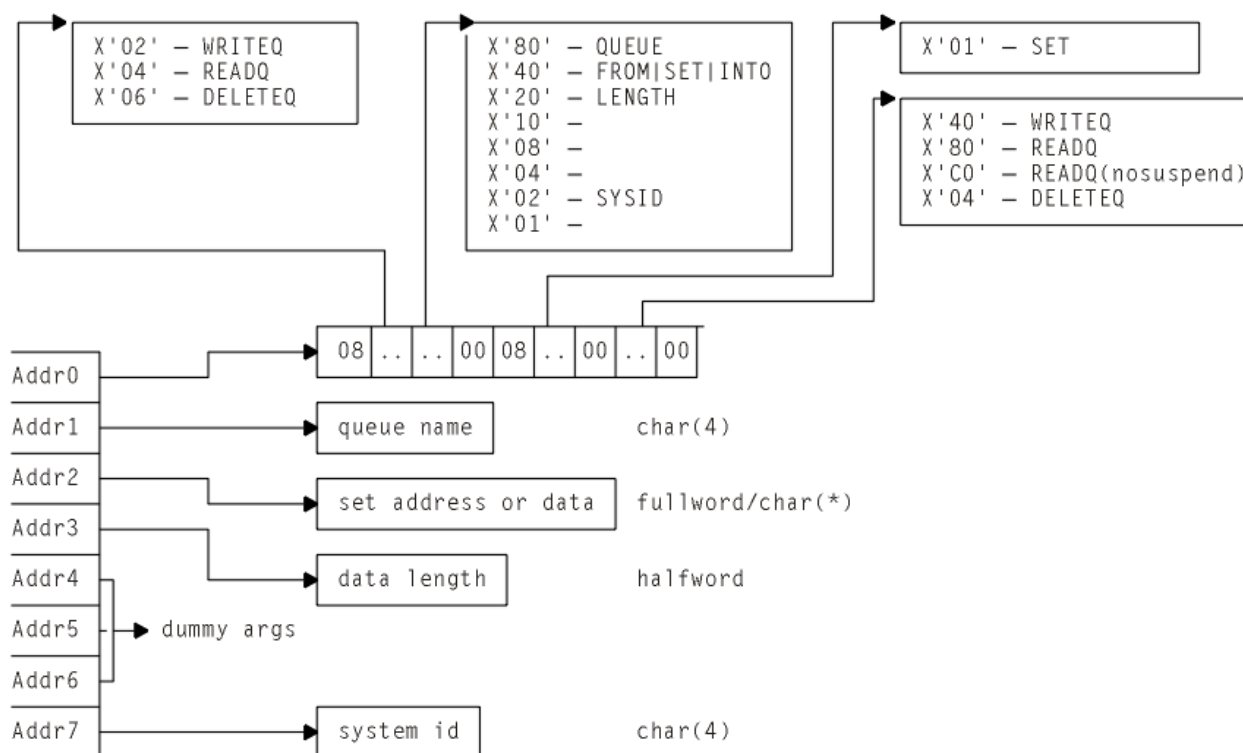 X'02' — WRITEQ
X'04' — READQ
X'06' — DELETEQ
X'80' — QUEUE
X'40' — FROM|SET|INTO
X'20' — LENGTH
X'10' —
X'08' —
X'04' —
X'02' — SYSID
X'01' —
X'01' — SET
X'40' — WRITEQ
X'80' — READQ
X'C0' — READQ(nosuspend)
X'04' — DELETEQ
08 .. .. 00 08 .. 00 .. 00
Addr0
Addr1 queue name char(4)
Addr2
set address or data fullword/char(*)
Addr3
Addr4 data length halfword
Addr5 dummy args
Addr6
Addr7 system id char(4)